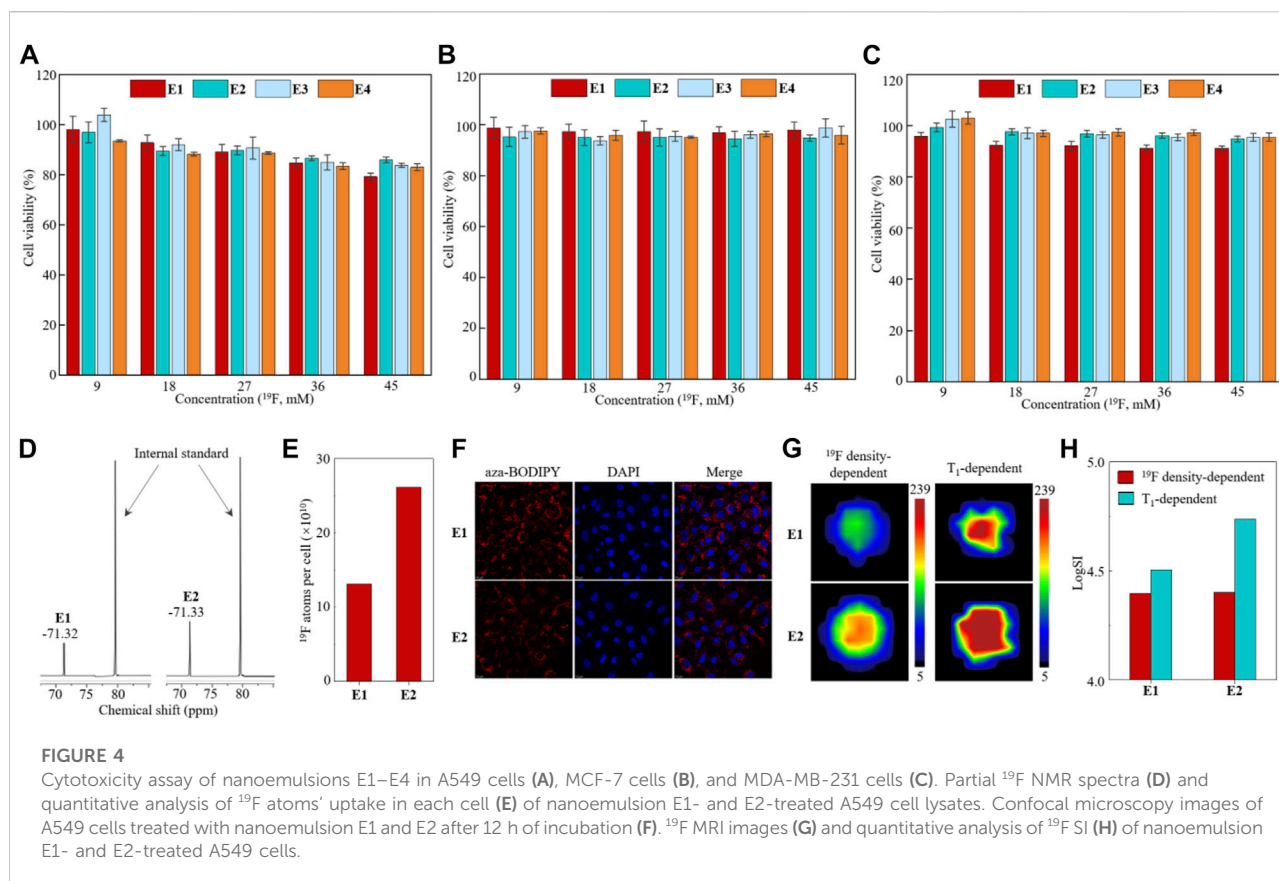 A
120
100
80
60
40
20
0
Cell viability (%)
E1 E2 E3 E4
9 18 27 36 45
Concentration (¹⁹F, mM)
B
120
100
80
60
40
20
0
Cell viability (%)
E1 E2 E3 E4
9 18 27 36 45
Concentration (¹⁹F, mM)
C
120
100
80
60
40
20
0
Cell viability (%)
E1 E2 E3 E4
9 18 27 36 45
Concentration (¹⁹F, mM)
D
Internal standard
E1
-71.32
E2
-71.33
70 75 80 70 75 80
Chemical shift (ppm)
E
30
20
10
0
¹⁹F atoms per cell (×10¹⁰)
E1 E2
F
aza-BODIPY DAPI Merge
E1
E2
G
¹⁹F density-
dependent
T₁-dependent
E1
E2
239
5
239
5
H
5.0
4.5
4.0
LogSI
¹⁹F density-dependent
T₁-dependent
E1 E2
FIGURE 4
Cytotoxicity assay of nanoemulsions E1–E4 in A549 cells (A), MCF-7 cells (B), and MDA-MB-231 cells (C). Partial ¹⁹F NMR spectra (D) and
quantitative analysis of ¹⁹F atoms’ uptake in each cell (E) of nanoemulsion E1- and E2-treated A549 cell lysates. Confocal microscopy images of
A549 cells treated with nanoemulsion E1 and E2 after 12 h of incubation (F). ¹⁹F MRI images (G) and quantitative analysis of ¹⁹F SI (H) of nanoemulsion
E1- and E2-treated A549 cells.